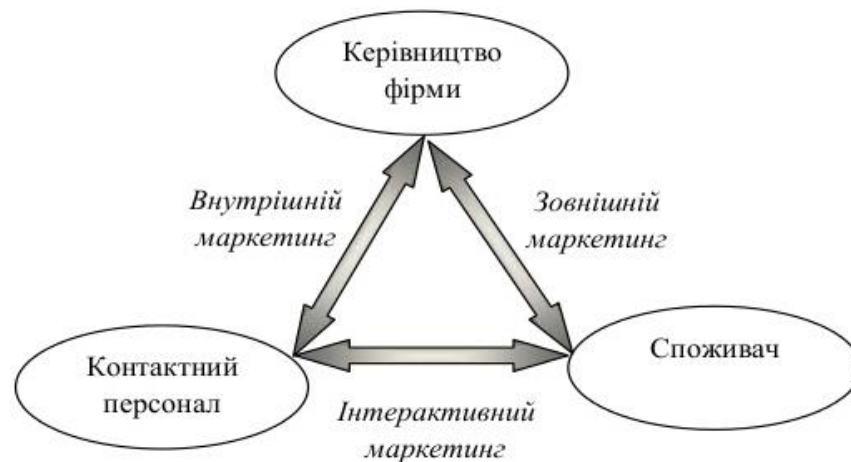 Керівництво
фірми
Внутрішній
маркетинг
Зовнішній
маркетинг
Контактний
персонал
Споживач
Інтерактивний
маркетинг